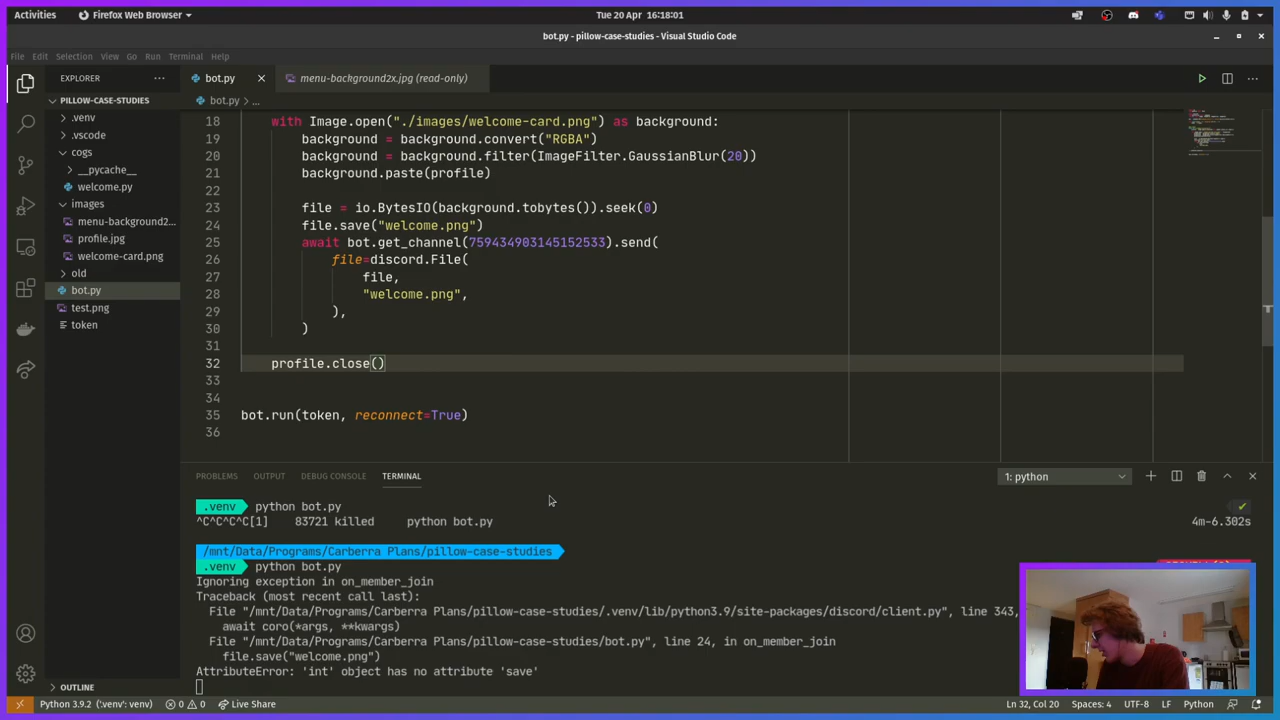 Activities
Firefox Web Browser
Tue 20 Apr 16:18:01
bot.py - pillow-case-studies - Visual Studio Code
File Edit Selection View Go Run Terminal Help
EXPLORER
bot.py
menu-background2x.jpg (read-only)
PILLOW-CASE-STUDIES
bot.py > ...
.venv
.vscode
cogs
__pycache__
welcome.py
images
menu-background2...
profile.jpg
welcome-card.png
old
bot.py
test.png
token
18 with Image.open("./images/welcome-card.png") as background:
19 background = background.convert("RGBA")
20 background = background.filter(ImageFilter.GaussianBlur(20))
21 background.paste(profile)
22
23 file = io.BytesIO(background.tobytes()).seek(0)
24 file.save("welcome.png")
25 await bot.get_channel(759434903145152533).send(
26 file=discord.File(
27 file,
28 "welcome.png",
29 ),
30 )
31
32 profile.close()
33
34
35 bot.run(token, reconnect=True)
36
PROBLEMS OUTPUT DEBUG CONSOLE TERMINAL
1: python
.venv python bot.py
^C^C^C^C[1] 83721 killed python bot.py
4m-6.302s
/mnt/Data/Programs/Carberra Plans/pillow-case-studies
.venv python bot.py
Ignoring exception in on_member_join
Traceback (most recent call last):
File "/mnt/Data/Programs/Carberra Plans/pillow-case-studies/.venv/lib/python3.9/site-packages/discord/client.py", line 343,
await coro(*args, **kwargs)
File "/mnt/Data/Programs/Carberra Plans/pillow-case-studies/bot.py", line 24, in on_member_join
file.save("welcome.png")
AttributeError: 'int' object has no attribute 'save'
OUTLINE
Python 3.9.2 ('.venv': venv)
0 0
Live Share
Ln 32, Col 20
Spaces: 4
UTF-8
LF
Python